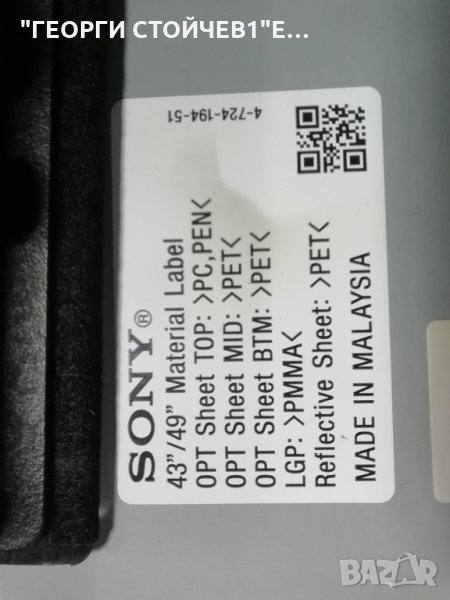 "ГЕОРГИ СТОЙЧЕВ1"Е...
SONY®
43"/49" Material Label
OPT Sheet TOP: >PC,PEN<
OPT Sheet MID: >PET<
OPT Sheet BTM: >PET<
LGP: >PMMA<
Reflective Sheet: >PET<
MADE IN MALAYSIA
4-724-194-51
BAZAR